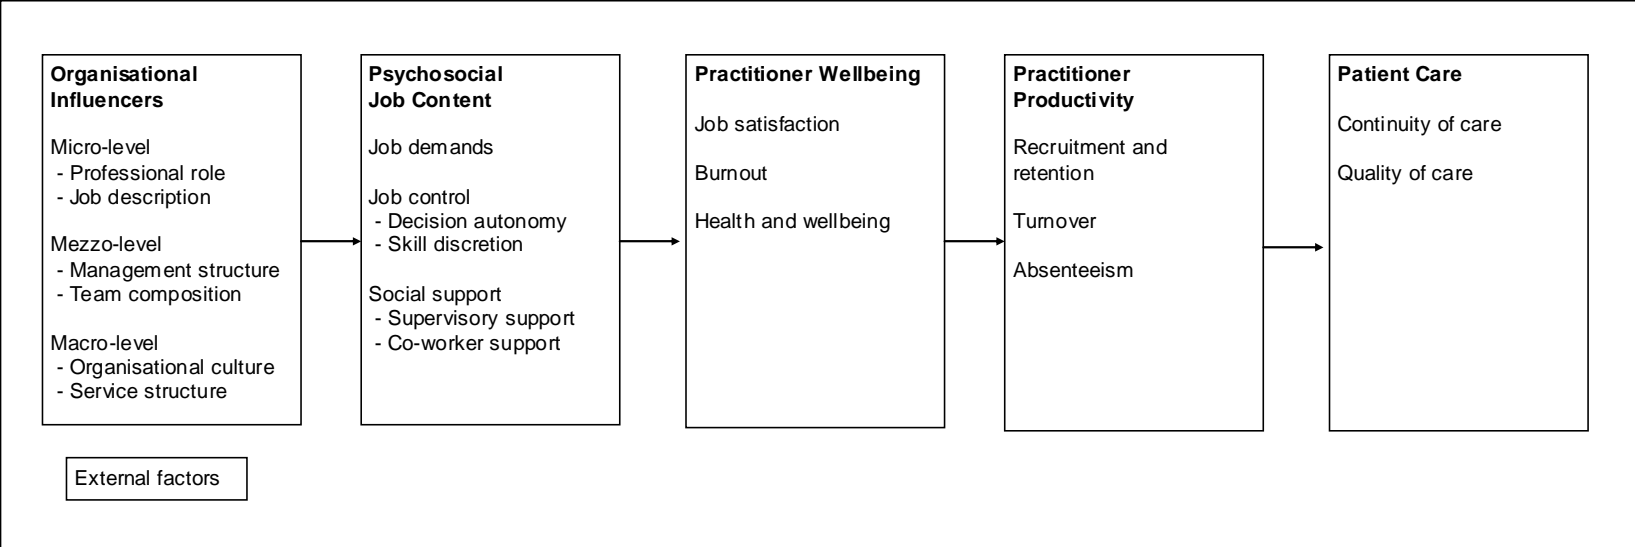 Organisational
Influencers
Micro-level
- Professional role
- Job description
Mezzo-level
- Management structure
- Team composition
Macro-level
- Organisational culture
- Service structure
Psychosocial
Job Content
Job demands
Job control
- Decision autonomy
- Skill discretion
Social support
- Supervisory support
- Co-worker support
Practitioner Wellbeing
Job satisfaction
Burnout
Health and wellbeing
Practitioner
Productivity
Recruitment and
retention
Turnover
Absenteeism
Patient Care
Continuity of care
Quality of care
External factors